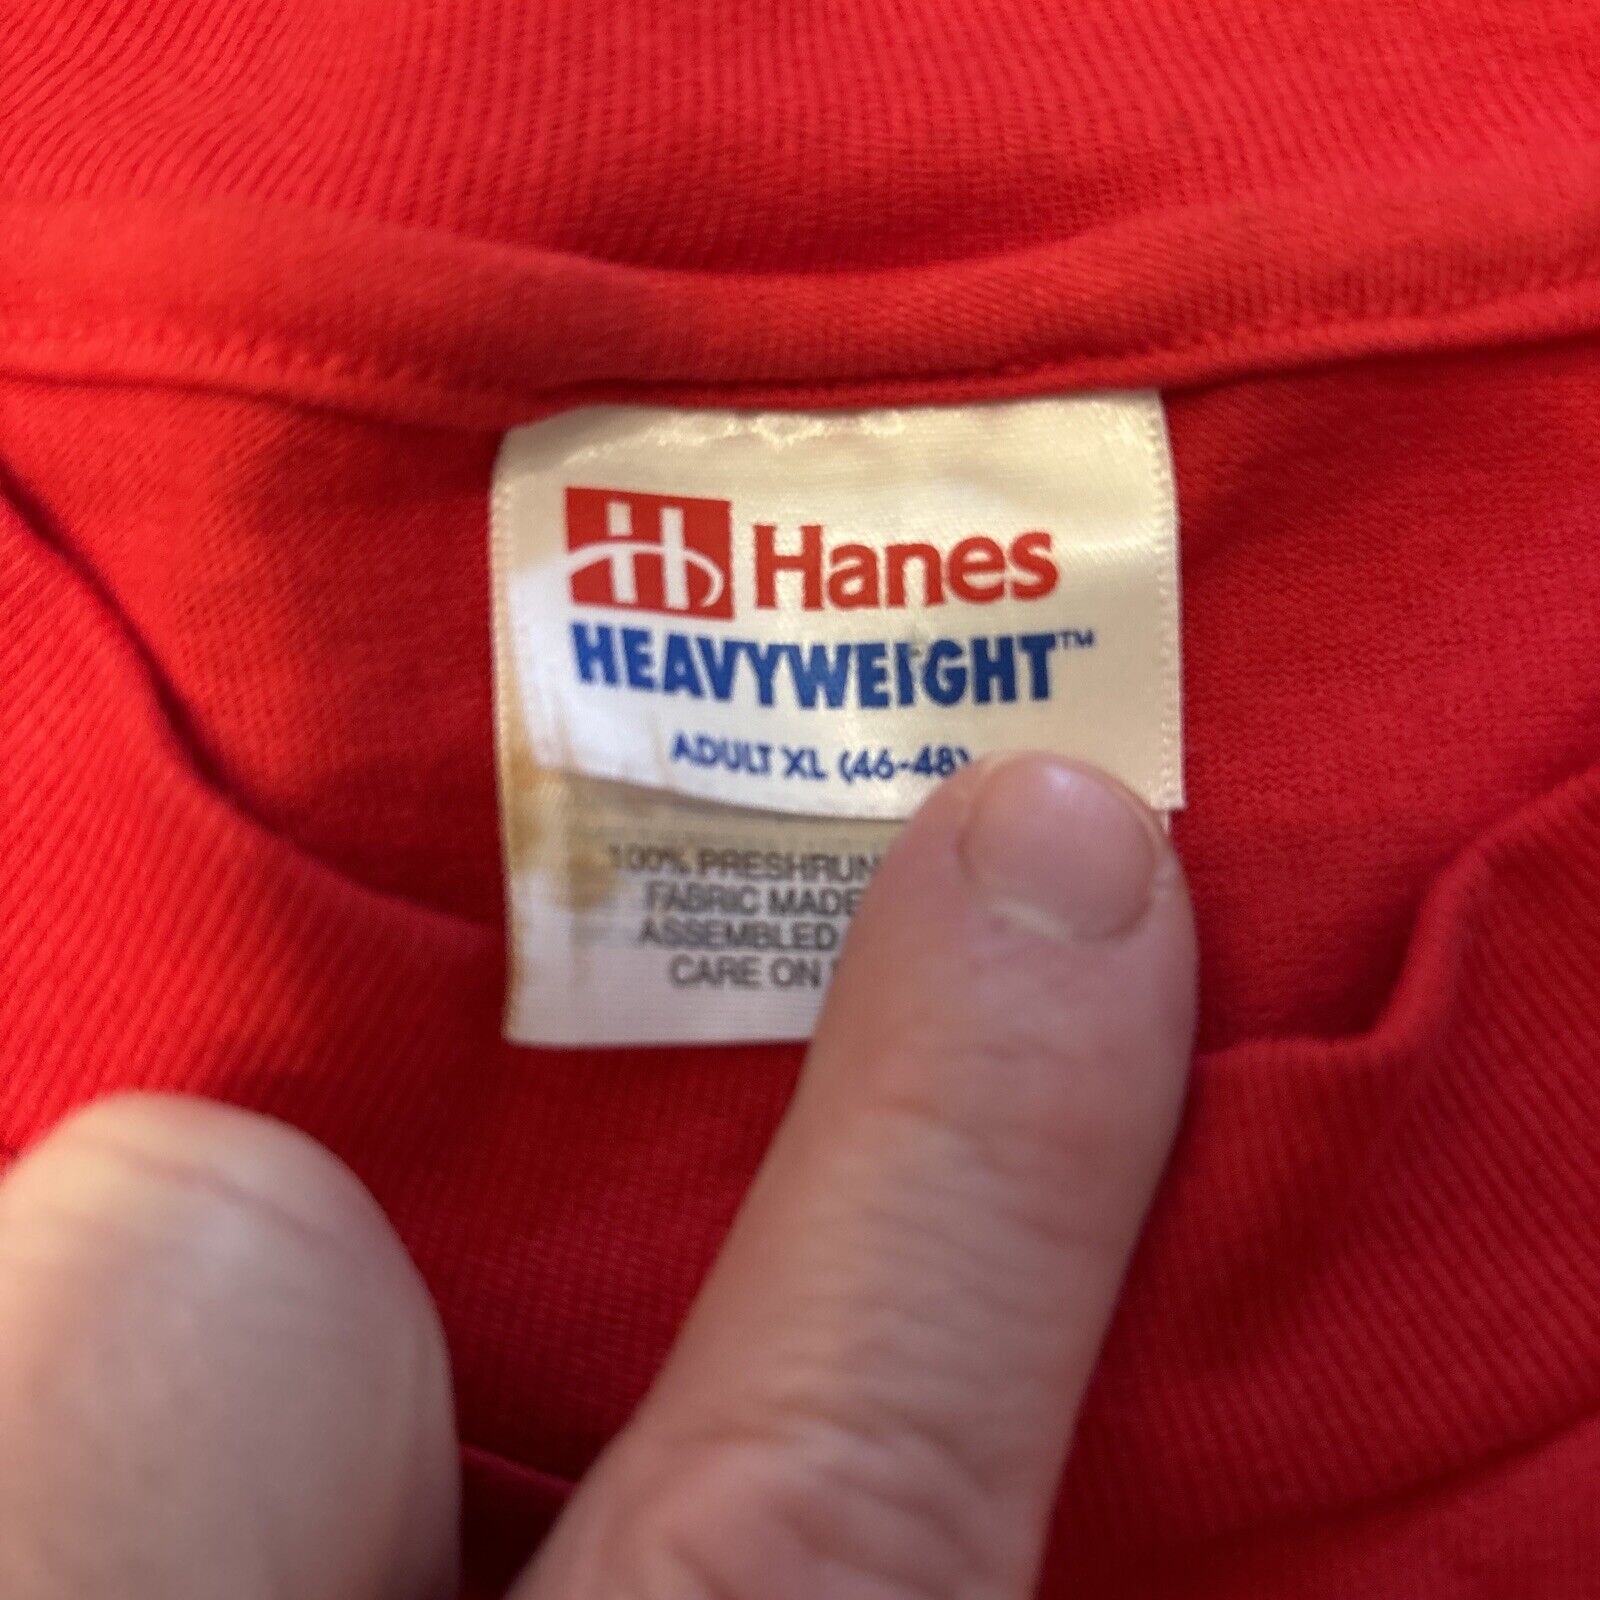 H Hanes
HEAVYWEIGHT™
ADULT XL (46-48)
100% PRESHRUN
FABRIC MADE
ASSEMBLED
CARE ON